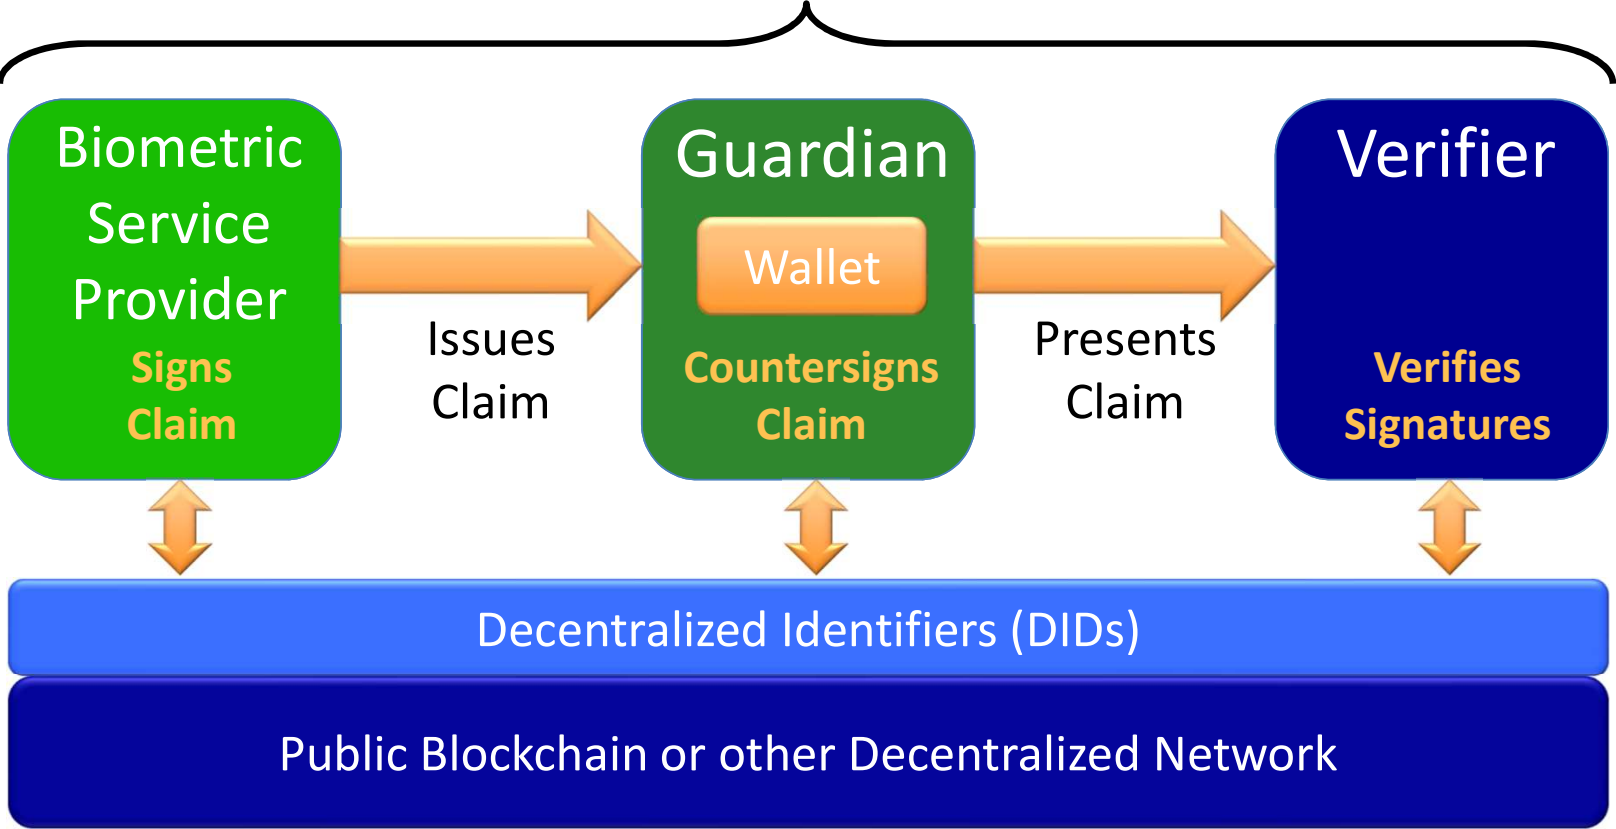 Biometric
Service
Provider
Signs
Claim
Issues
Claim
Guardian
Wallet
Countersigns
Claim
Presents
Claim
Verifier
Verifies
Signatures
Decentralized Identifiers (DIDs)
Public Blockchain or other Decentralized Network